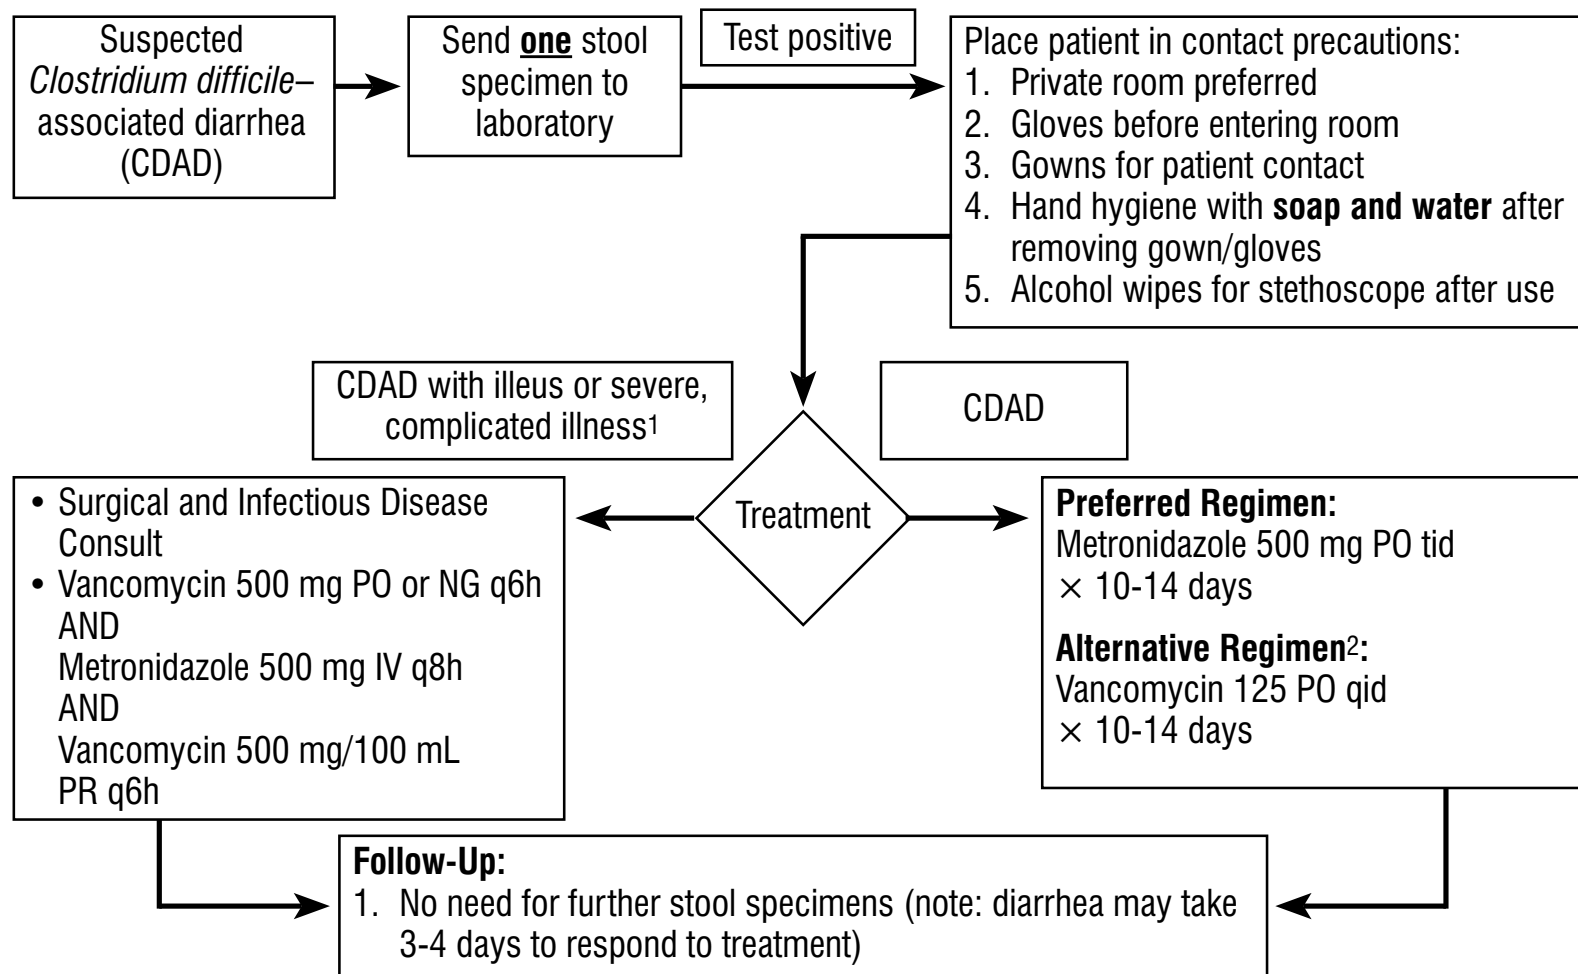 Suspected
Clostridium difficile–
associated diarrhea
(CDAD)
Send one stool
specimen to
laboratory
Test positive
Place patient in contact precautions:
1. Private room preferred
2. Gloves before entering room
3. Gowns for patient contact
4. Hand hygiene with soap and water after
removing gown/gloves
5. Alcohol wipes for stethoscope after use
CDAD with illeus or severe,
complicated illness1
CDAD
Treatment
• Surgical and Infectious Disease
Consult
• Vancomycin 500 mg PO or NG q6h
AND
Metronidazole 500 mg IV q8h
AND
Vancomycin 500 mg/100 mL
PR q6h
Preferred Regimen:
Metronidazole 500 mg PO tid
× 10-14 days
Alternative Regimen2:
Vancomycin 125 PO qid
× 10-14 days
Follow-Up:
1. No need for further stool specimens (note: diarrhea may take
3-4 days to respond to treatment)